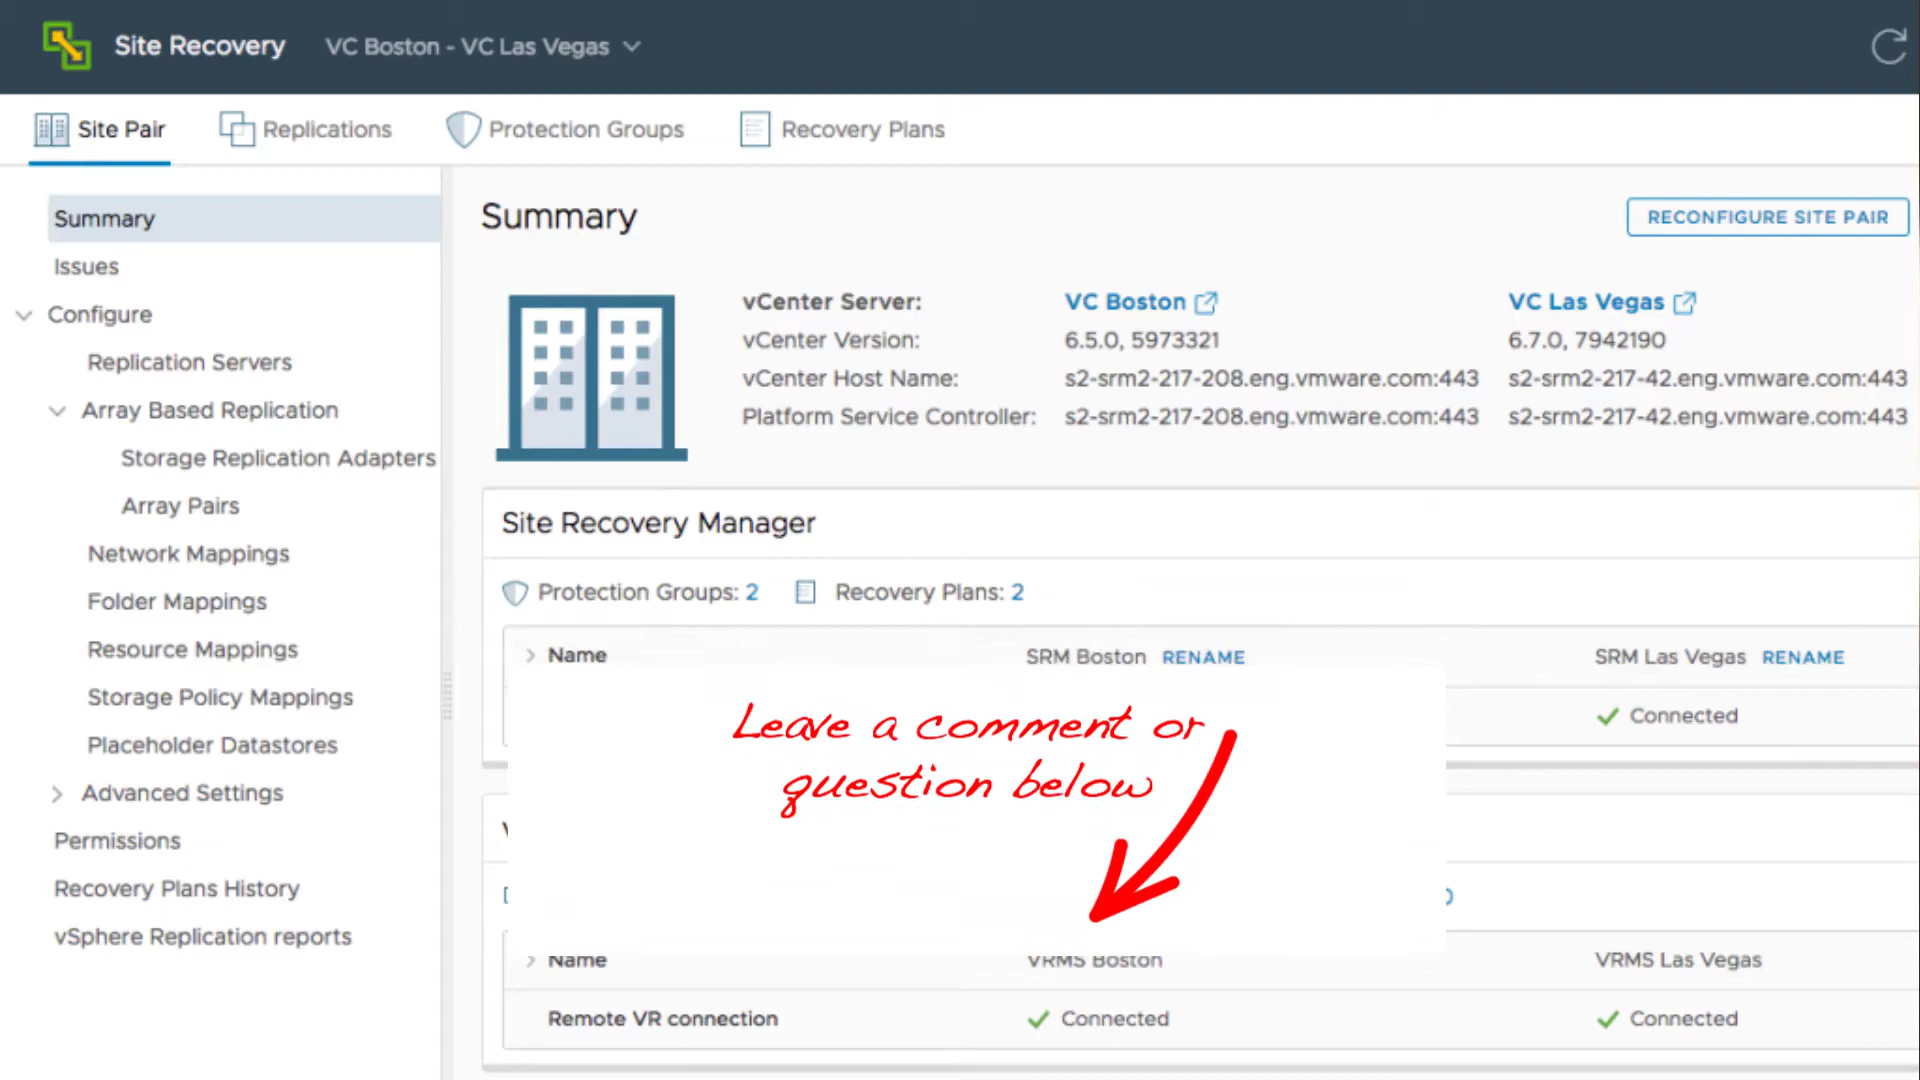 Site Recovery VC Boston - VC Las Vegas
Site Pair Replications Protection Groups Recovery Plans
Summary
Issues
Configure
Replication Servers
Array Based Replication
Storage Replication Adapters
Array Pairs
Network Mappings
Folder Mappings
Resource Mappings
Storage Policy Mappings
Placeholder Datastores
Advanced Settings
Permissions
Recovery Plans History
vSphere Replication reports
Summary RECONFIGURE SITE PAIR
vCenter Server: VC Boston VC Las Vegas
vCenter Version: 6.5.0, 5973321 6.7.0, 7942190
vCenter Host Name: s2-srm2-217-208.eng.vmware.com:443 s2-srm2-217-42.eng.vmware.com:443
Platform Service Controller: s2-srm2-217-208.eng.vmware.com:443 s2-srm2-217-42.eng.vmware.com:443
Site Recovery Manager
Protection Groups: 2 Recovery Plans: 2
Name SRM Boston RENAME SRM Las Vegas RENAME
Connected
Leave a comment or
question below
Name VRMS Boston VRMS Las Vegas
Remote VR connection Connected Connected